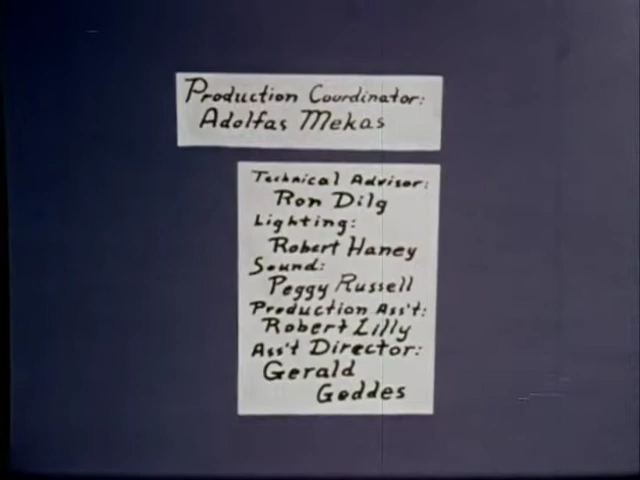 Production Coordinator:
Adolfas Mekas
Technical Advisor:
Ron Dilg
Lighting:
Robert Haney
Sound:
Peggy Russell
Production Ass't:
Robert Lilly
Ass't Director:
Gerald
Geddes